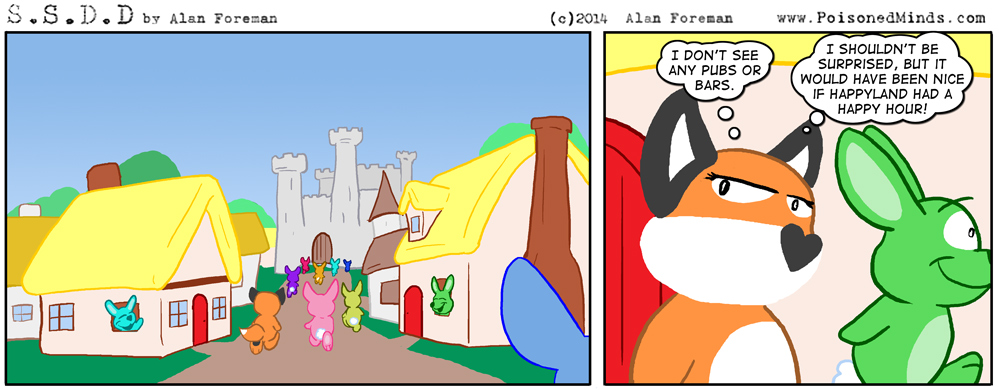 S.S.D.D by Alan Foreman (c)2014 Alan Foreman www.PoisonedMinds.com
I DON'T SEE
ANY PUBS OR
BARS.
I SHOULDN'T BE
SURPRISED, BUT IT
WOULD HAVE BEEN NICE
IF HAPPYLAND HAD A
HAPPY HOUR!